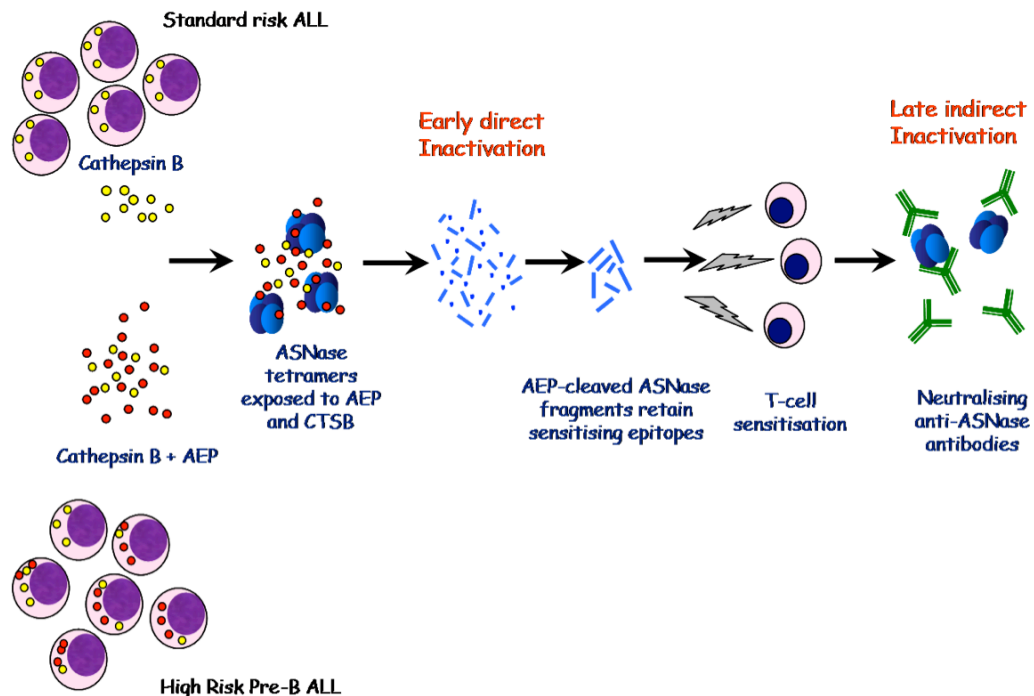 Standard risk ALL
Cathepsin B
Cathepsin B + AEP
High Risk Pre-B ALL
ASNase
tetramers
exposed to AEP
and CTSB
Early direct
Inactivation
AEP-cleaved ASNase
fragments retain
sensitising epitopes
T-cell
sensitisation
Late indirect
Inactivation
Neutralising
anti-ASNase
antibodies